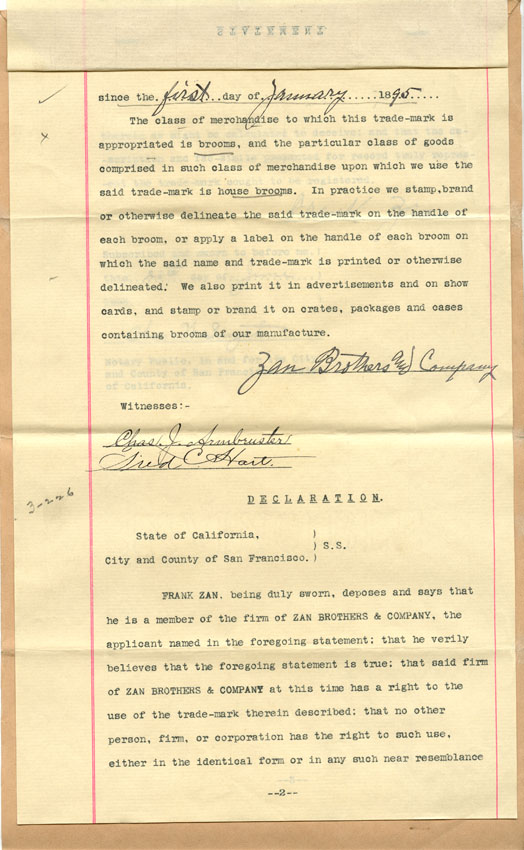 since the first day of January 1895
The class of merchandise to which this trade-mark is
appropriated is brooms, and the particular class of goods
comprised in such class of merchandise upon which we use the
said trade-mark is house brooms. In practice we stamp,brand
or otherwise delineate the said trade-mark on the handle of
each broom, or apply a label on the handle of each broom on
which the said name and trade-mark is printed or otherwise
delineated. We also print it in advertisements and on show
cards, and stamp or brand it on crates, packages and cases
containing brooms of our manufacture.
Zan Brothers and Company
Witnesses:-
Chas. J. Armbruster
Fred C. Hart.
3-226
DECLARATION.
State of California, )
) S.S.
City and County of San Francisco. )
FRANK ZAN, being duly sworn, deposes and says that
he is a member of the firm of ZAN BROTHERS & COMPANY, the
applicant named in the foregoing statement; that he verily
believes that the foregoing statement is true; that said firm
of ZAN BROTHERS & COMPANY at this time has a right to the
use of the trade-mark therein described; that no other
person, firm, or corporation has the right to such use,
either in the identical form or in any such near resemblance
--2--